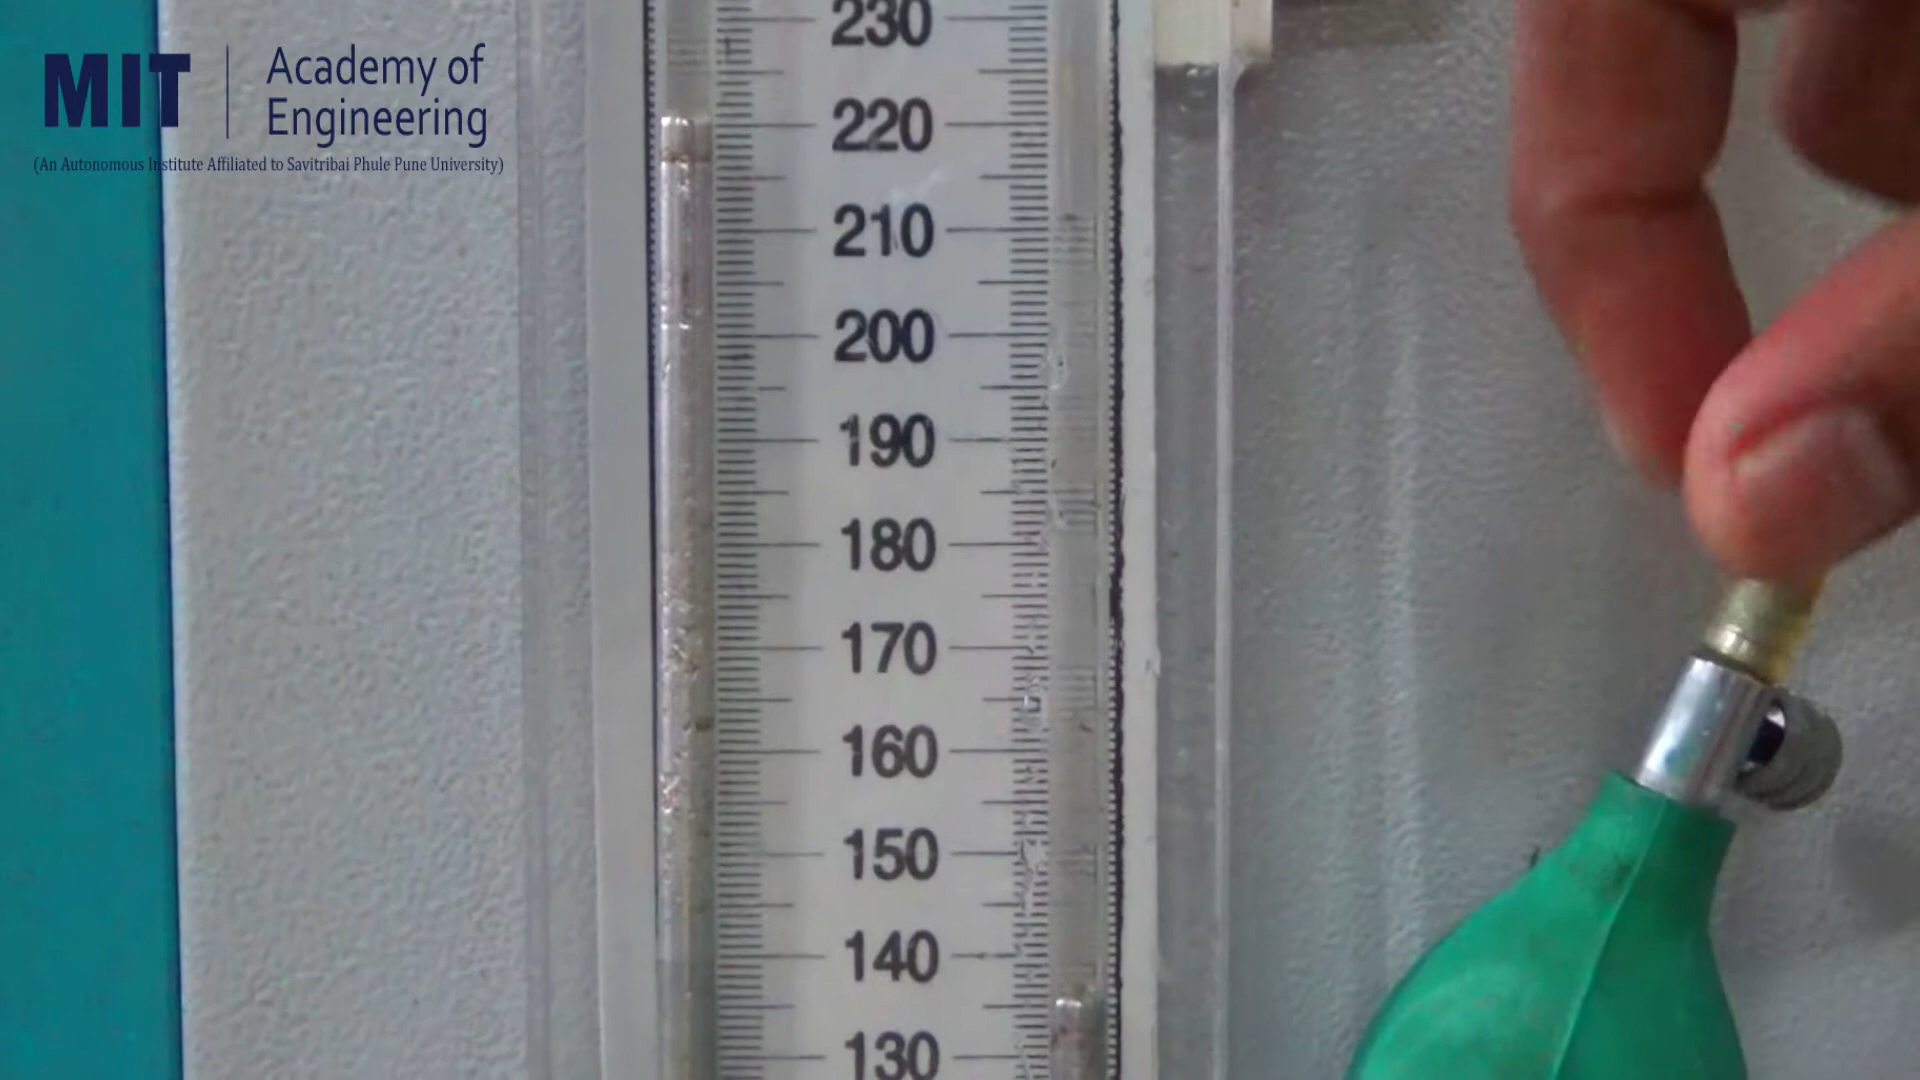 MIT
Academy of
Engineering
(An Autonomous Institute Affiliated to Savitribai Phule Pune University)
230
220
210
200
190
180
170
160
150
140
130